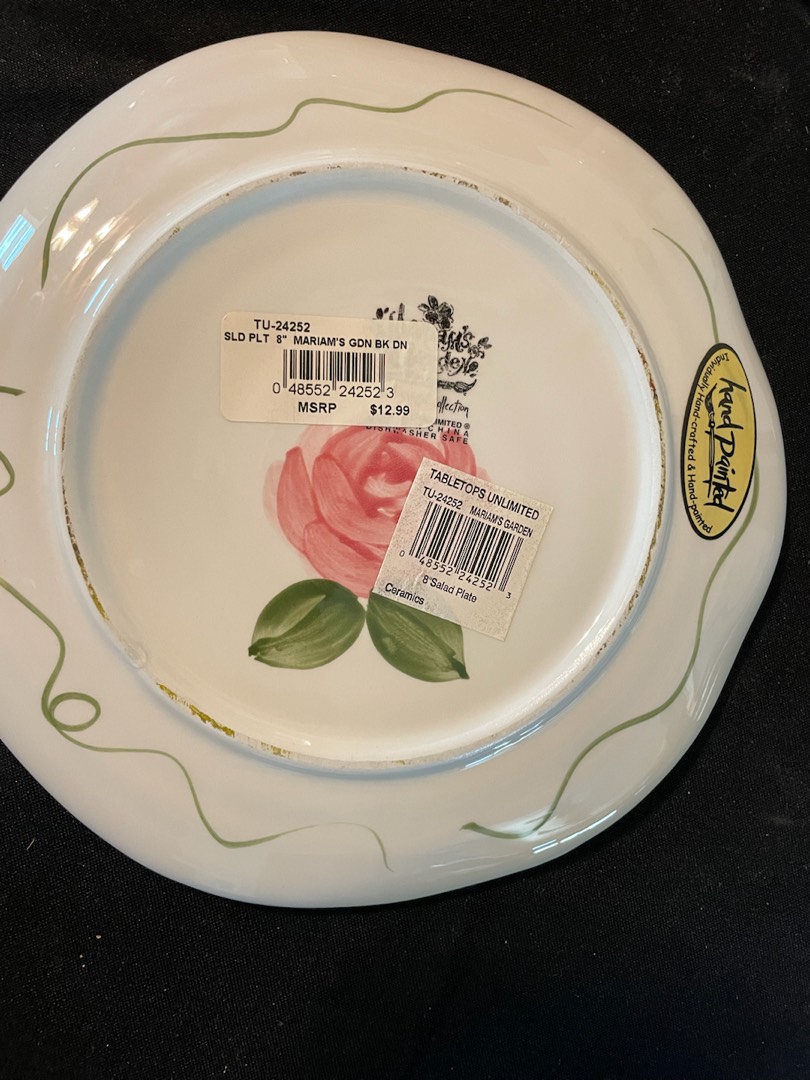 TU-24252
SLD PLT 8" MARIAM'S GDN BK DN
0 48552 24252 3
MSRP $12.99
DISHWASHER SAFE
TABLETOPS UNLIMITED
TU-24252 MARIAM'S GARDEN
0 48552 24252 3
8"Salad Plate
Ceramics
hand Painted
Individually Hand-crafted & Hand-painted